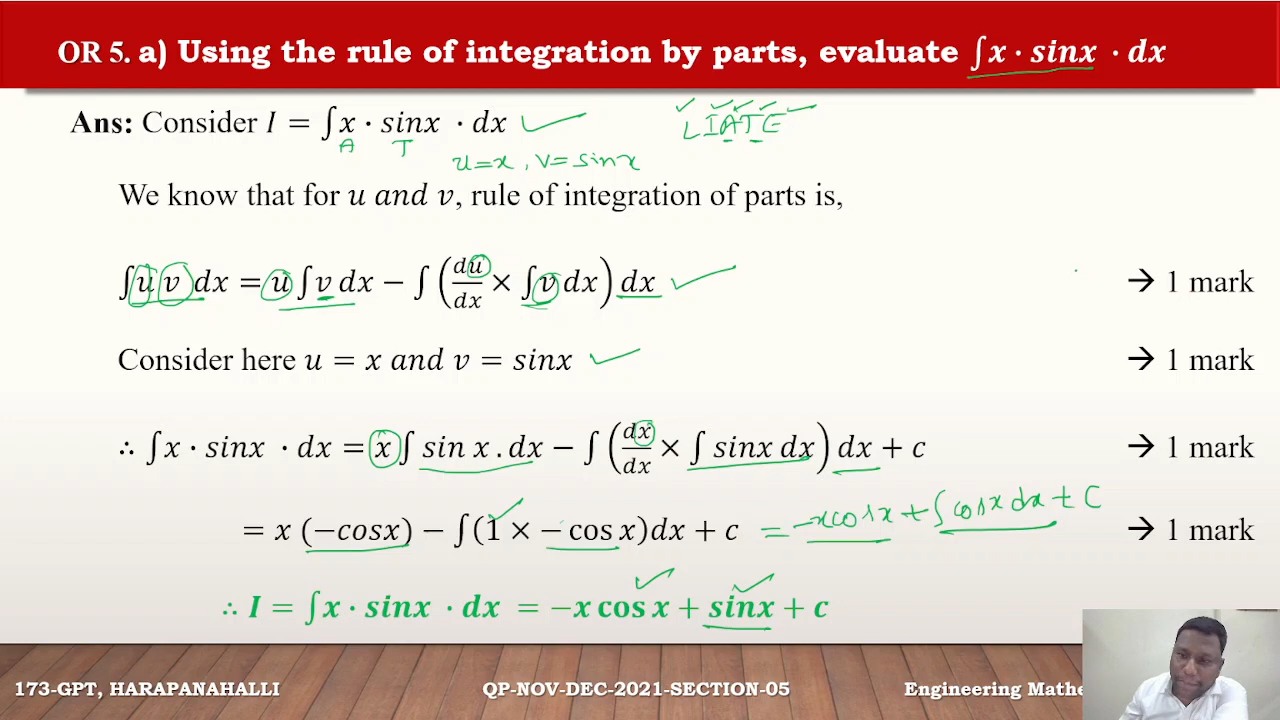 OR 5. a) Using the rule of integration by parts, evaluate ∫x · sinx · dx
Ans: Consider I = ∫x · sinx · dx
LIATE
A T
u=x , v=sinx
We know that for u and v, rule of integration of parts is,
∫u v dx = u ∫v dx − ∫(du/dx × ∫v dx) dx → 1 mark
Consider here u = x and v = sinx → 1 mark
∴ ∫x · sinx · dx = x ∫ sin x . dx − ∫(dx/dx × ∫ sinx dx) dx + c → 1 mark
= x (−cosx) − ∫(1 × −cos x)dx + c = −xcosx + ∫cosx dx + C → 1 mark
∴ I = ∫x · sinx · dx = −x cos x + sinx + c
173-GPT, HARAPANAHALLI QP-NOV-DEC-2021-SECTION-05 Engineering Mathe